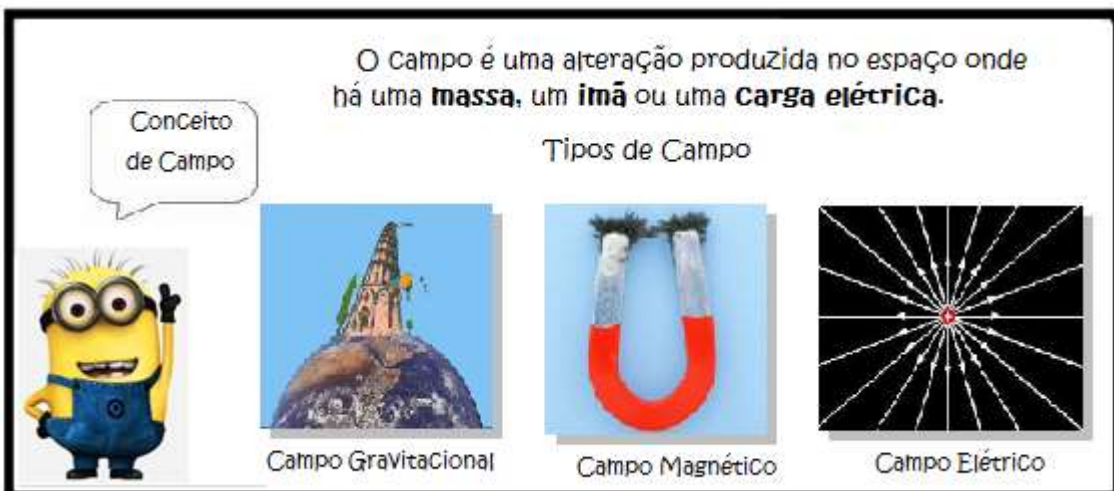 O campo é uma alteração produzida no espaço onde
há uma massa, um imã ou uma carga elétrica.
Conceito
de Campo
Tipos de Campo
Campo Gravitacional
Campo Magnético
Campo Elétrico